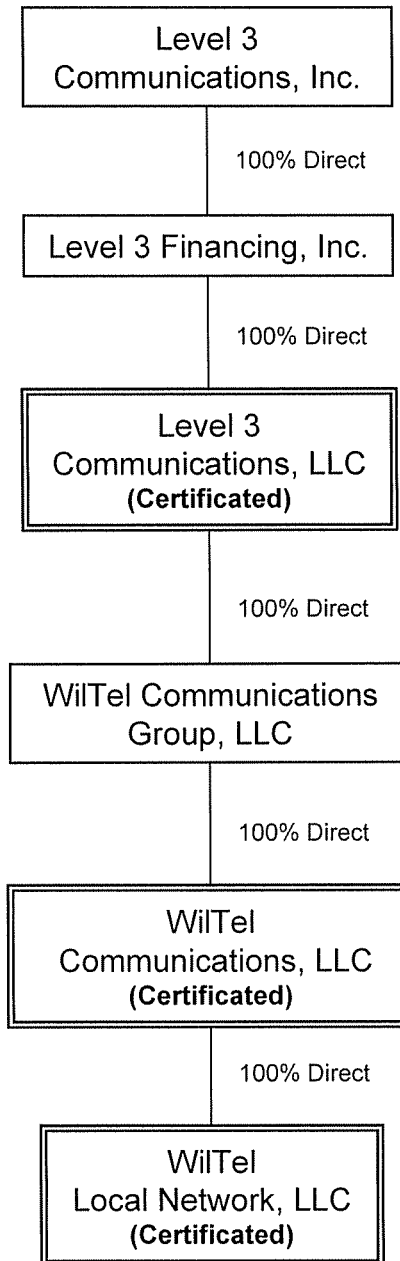 Level 3
Communications, Inc.
100% Direct
Level 3 Financing, Inc.
100% Direct
Level 3
Communications, LLC
(Certificated)
100% Direct
WilTel Communications
Group, LLC
100% Direct
WilTel
Communications, LLC
(Certificated)
100% Direct
WilTel
Local Network, LLC
(Certificated)